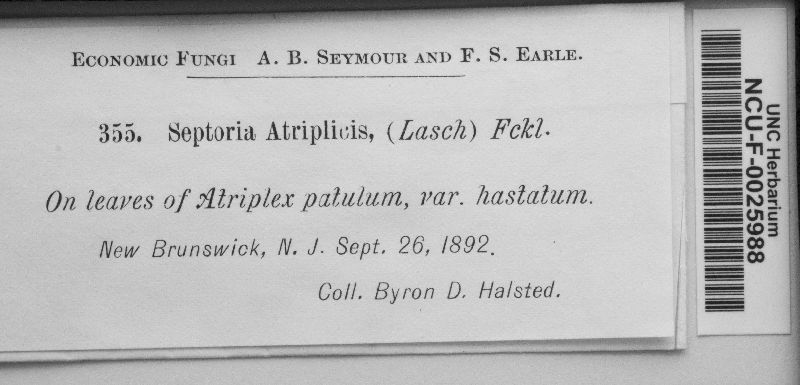 Economic Fungi A. B. Seymour and F. S. Earle.
355. Septoria Atriplicis, (Lasch) Fckl.
On leaves of Atriplex patulum, var. hastatum.
New Brunswick, N. J. Sept. 26, 1892.
Coll. Byron D. Halsted.
UNC Herbarium
NCU-F-0025988